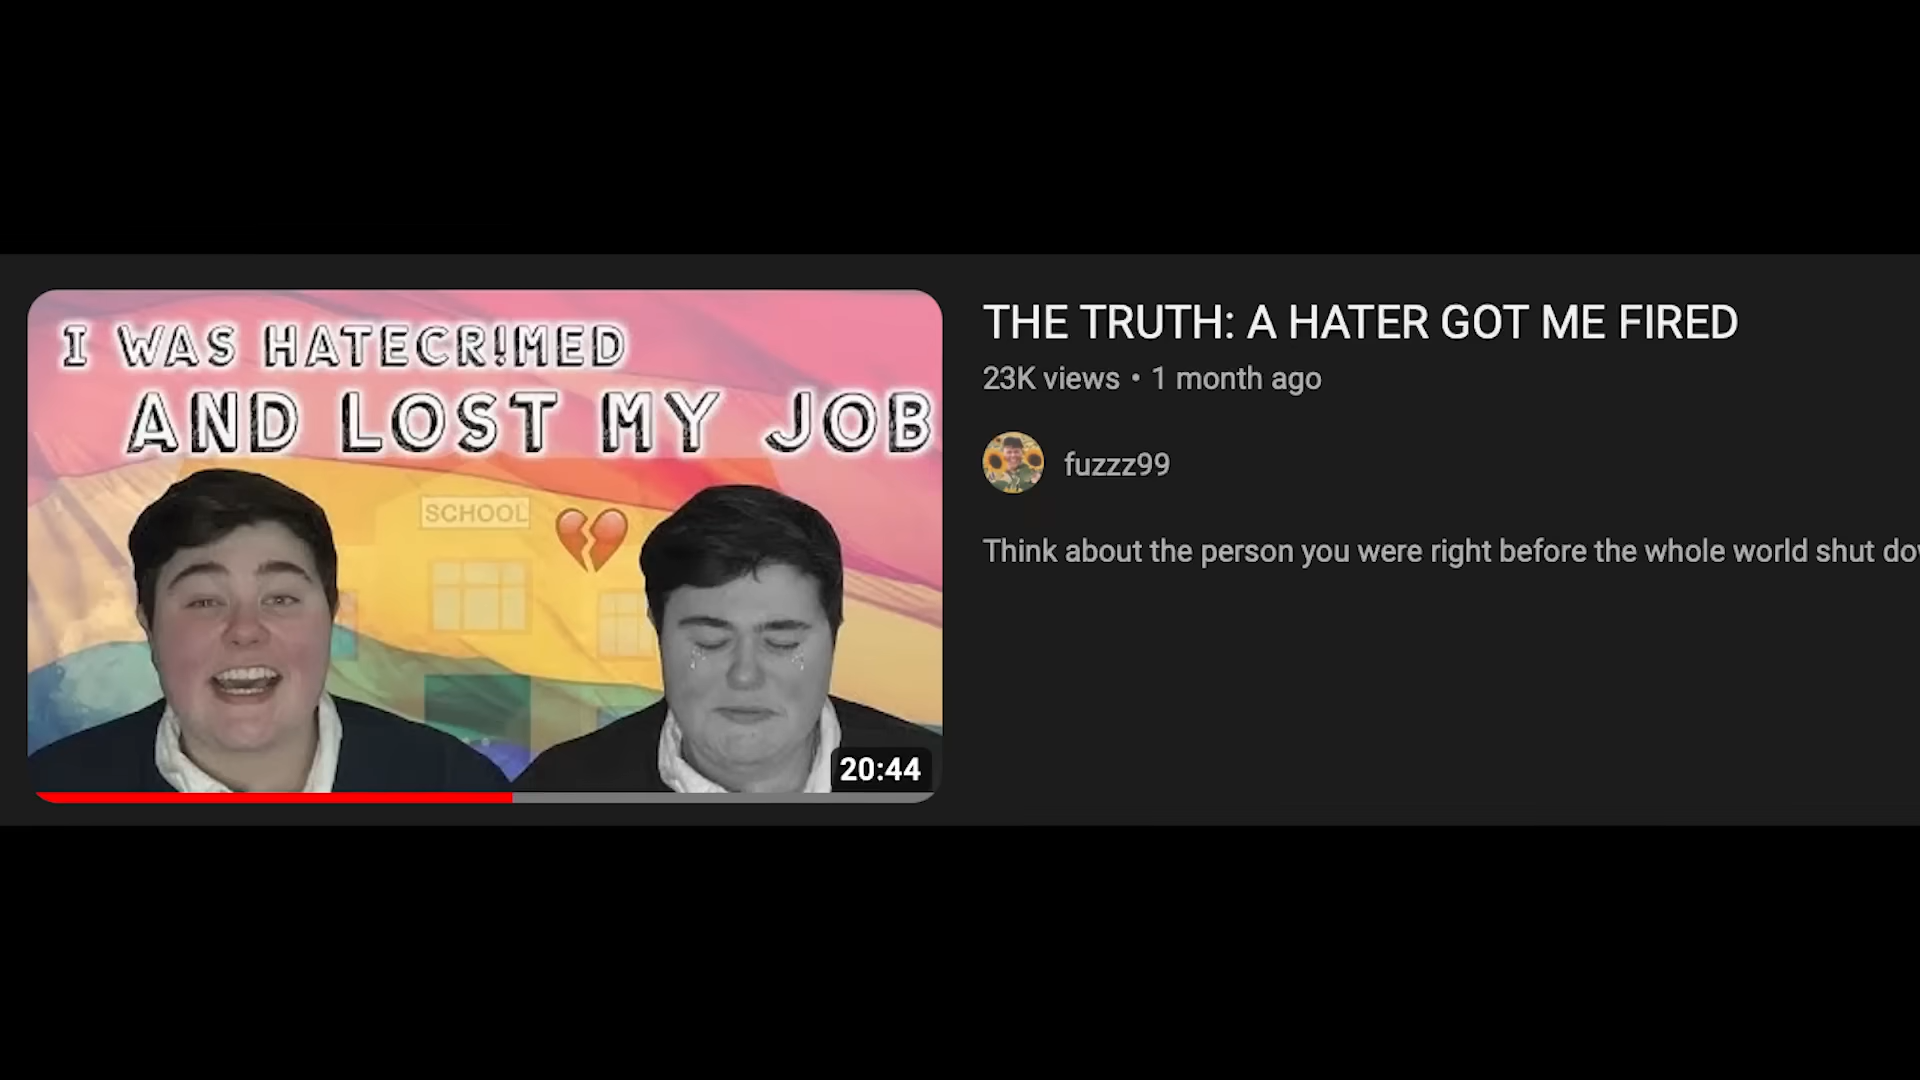 I WAS HATECR!MED
AND LOST MY JOB
SCHOOL
20:44
THE TRUTH: A HATER GOT ME FIRED
23K views • 1 month ago
fuzzz99
Think about the person you were right before the whole world shut